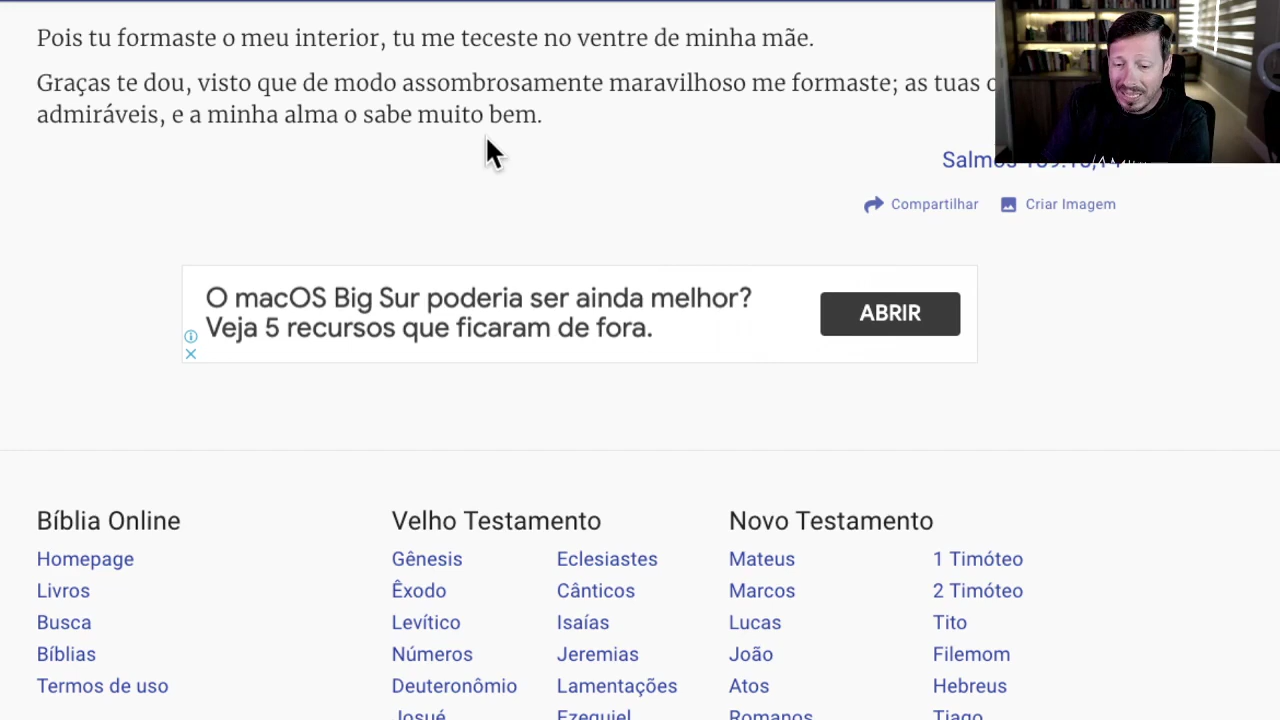 Pois tu formaste o meu interior, tu me teceste no ventre de minha mãe.
Graças te dou, visto que de modo assombrosamente maravilhoso me formaste; as tuas
admiráveis, e a minha alma o sabe muito bem.
Salmos
Compartilhar Criar Imagem
O macOS Big Sur poderia ser ainda melhor?
Veja 5 recursos que ficaram de fora.
ABRIR
Bíblia Online
Homepage
Livros
Busca
Bíblias
Termos de uso
Velho Testamento
Gênesis
Êxodo
Levítico
Números
Deuteronômio
Josué
Eclesiastes
Cânticos
Isaías
Jeremias
Lamentações
Ezequiel
Novo Testamento
Mateus
Marcos
Lucas
João
Atos
Romanos
1 Timóteo
2 Timóteo
Tito
Filemom
Hebreus
Tiago